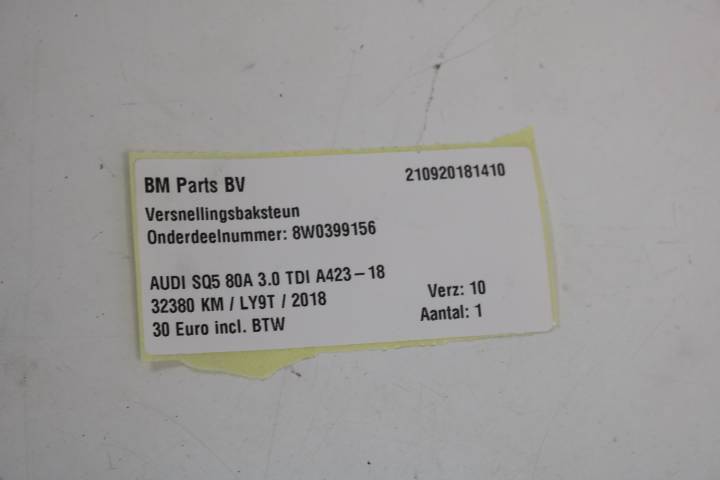 BM Parts BV 210920181410
Versnellingsbaksteun
Onderdeelnummer: 8W0399156
AUDI SQ5 80A 3.0 TDI A423-18
32380 KM / LY9T / 2018 Verz: 10
30 Euro incl. BTW Aantal: 1